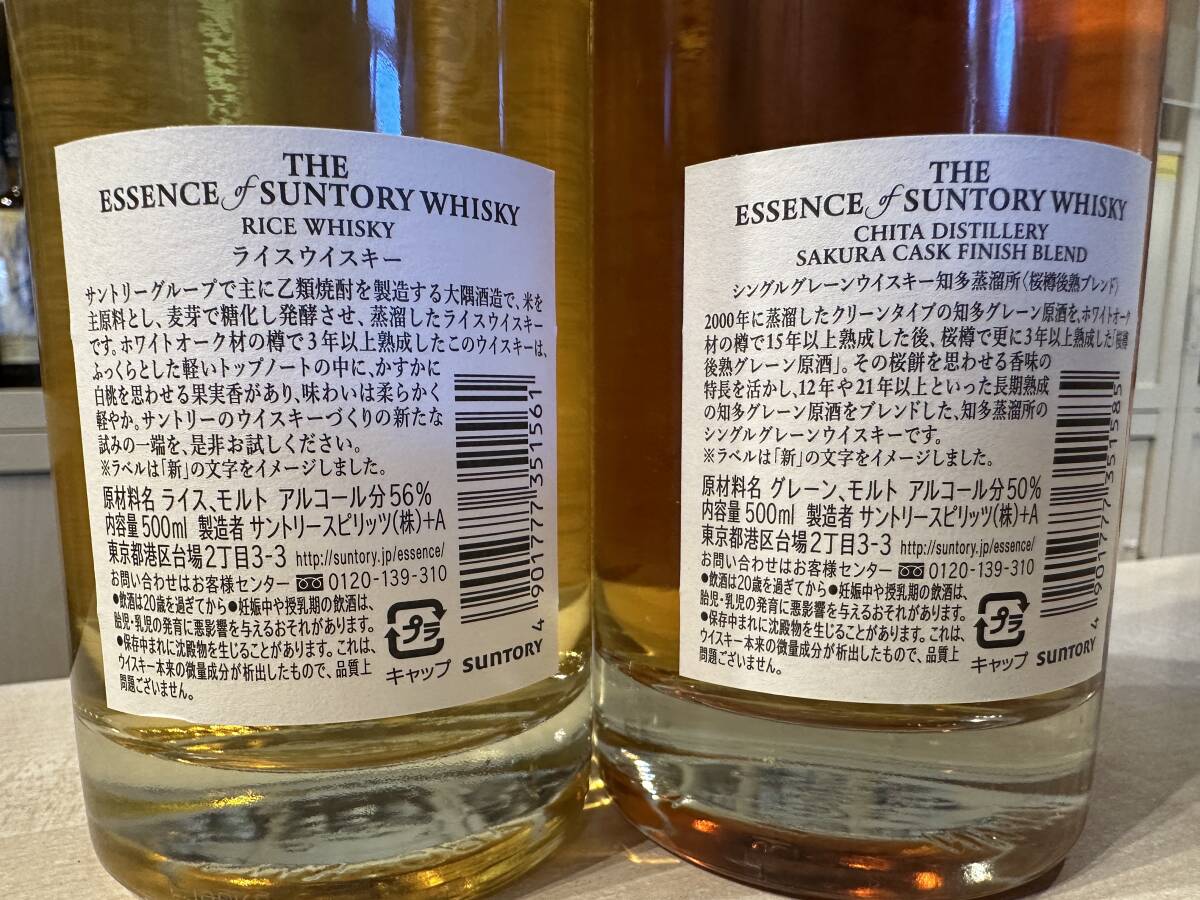 THE
ESSENCE of SUNTORY WHISKY
RICE WHISKY
ライスウイスキー
サントリーグループで主に乙類焼酎を製造する大隅酒造で、米を
主原料とし、麦芽で糖化し発酵させ、蒸溜したライスウイスキー
です。ホワイトオーク材の樽で3年以上熟成したこのウイスキーは、
ふっくらとした軽いトップノートの中に、かすかに
白桃を思わせる果実香があり、味わいは柔らかく
軽やか。サントリーのウイスキーづくりの新たな
試みの一端を、是非お試しください。
※ラベルは「新」の文字をイメージしました。
原材料名 ライス、モルト アルコール分56%
内容量500ml 製造者 サントリースピリッツ(株)+A
東京都港区台場2丁目3-3 http://suntory.jp/essence/
お問い合わせはお客様センター 0120-139-310
●飲酒は20歳を過ぎてから●妊娠中や授乳期の飲酒は、
胎児・乳児の発育に悪影響を与えるおそれがあります。
●保存中まれに沈殿物を生じることがあります。これは、
ウイスキー本来の微量成分が析出したもので、品質上
問題ございません。
プラ
キャップ
SUNTORY
4 901777 351561
THE
ESSENCE of SUNTORY WHISKY
CHITA DISTILLERY
SAKURA CASK FINISH BLEND
シングルグレーンウイスキー知多蒸溜所〈桜樽後熟ブレンド〉
2000年に蒸溜したクリーンタイプの知多グレーン原酒を、ホワイトオーク
材の樽で15年以上熟成した後、桜樽で更に3年以上熟成した「桜樽
後熟グレーン原酒」。その桜餅を思わせる香味の
特長を活かし、12年や21年以上といった長期熟成
の知多グレーン原酒をブレンドした、知多蒸溜所の
シングルグレーンウイスキーです。
※ラベルは「新」の文字をイメージしました。
原材料名 グレーン、モルト アルコール分50%
内容量500ml 製造者 サントリースピリッツ(株)+A
東京都港区台場2丁目3-3 http://suntory.jp/essence/
お問い合わせはお客様センター 0120-139-310
●飲酒は20歳を過ぎてから●妊娠中や授乳期の飲酒は、
胎児・乳児の発育に悪影響を与えるおそれがあります。
●保存中まれに沈殿物を生じることがあります。これは、
ウイスキー本来の微量成分が析出したもので、品質上
問題ございません。
プラ
キャップ
SUNTORY
4 901777 351585